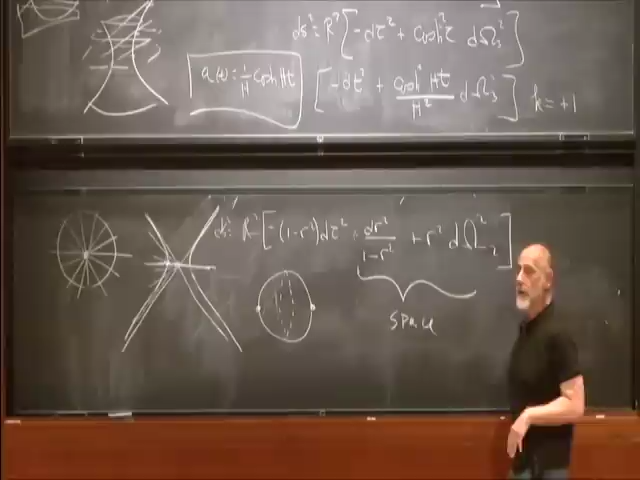 ds² = R² [ -dτ² + cosh²τ dΩ₃² ]
a(t) = 1/H cosh Ht
[ -dt² + cosh² Ht / H² dΩ₃² ] k = +1
ds² = R² [ -(1-r²)dτ² + dr²/1-r² + r² dΩ₂² ]
space